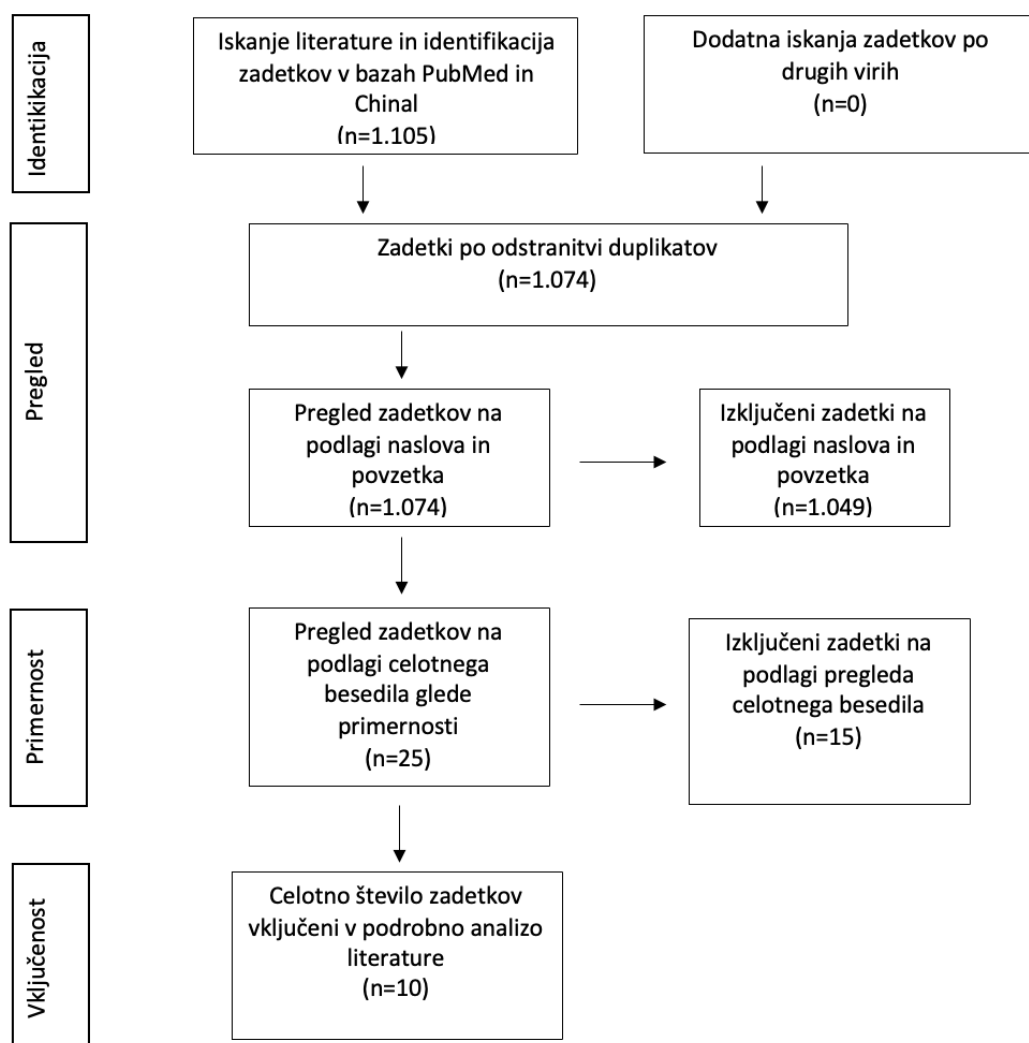 Identikikacija
Iskanje literature in identifikacija
zadetkov v bazah PubMed in
Chinal
(n=1.105)
Dodatna iskanja zadetkov po
drugih virih
(n=0)
Pregled
Zadetki po odstranitvi duplikatov
(n=1.074)
Pregled zadetkov na
podlagi naslova in
povzetka
(n=1.074)
Izključeni zadetki na
podlagi naslova in
povzetka
(n=1.049)
Primernost
Pregled zadetkov na
podlagi celotnega
besedila glede
primernosti
(n=25)
Izključeni zadetki na
podlagi pregleda
celotnega besedila
(n=15)
Vključenost
Celotno število zadetkov
vključeni v podrobno analizo
literature
(n=10)